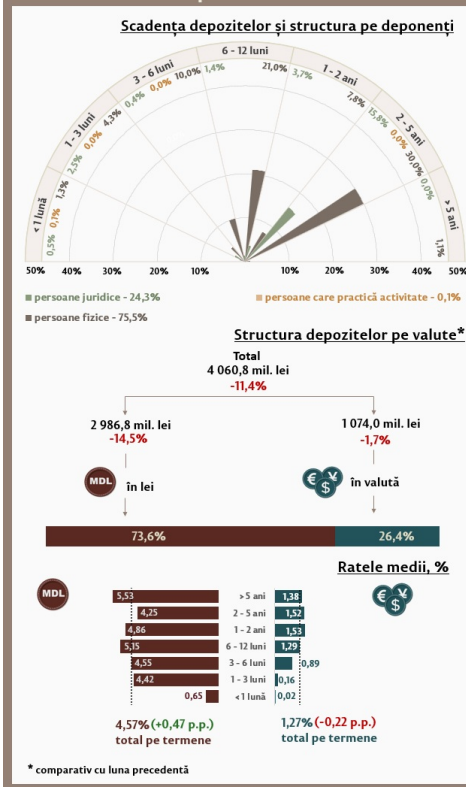 Scadența depozitelor și structura pe deponenți
< 1 lună
0,5% 0,1% 1,3%
1 - 3 luni
2,5% 0,0% 4,3%
3 - 6 luni
0,4% 0,0% 10,0%
6 - 12 luni
1,4% 21,0%
1 - 2 ani
3,7% 7,8%
2 - 5 ani
15,8% 0,0% 30,0%
> 5 ani
0,0% 1,1%
50% 40% 30% 20% 10% 10% 20% 30% 40% 50%
persoane juridice - 24,3%
persoane care practică activitate - 0,1%
persoane fizice - 75,5%
Structura depozitelor pe valute*
Total
4 060,8 mil. lei
-11,4%
2 986,8 mil. lei
-14,5%
1 074,0 mil. lei
-1,7%
MDL în lei
€ ¥ $ în valută
73,6% 26,4%
Ratele medii, %
MDL
€ ¥ $
5,53 > 5 ani 1,38
4,25 2 - 5 ani 1,52
4,86 1 - 2 ani 1,53
5,15 6 - 12 luni 1,29
4,55 3 - 6 luni 0,89
4,42 1 - 3 luni 0,16
0,65 < 1 lună 0,02
4,57% (+0,47 p.p.)
total pe termene
1,27% (-0,22 p.p.)
total pe termene
* comparativ cu luna precedentă